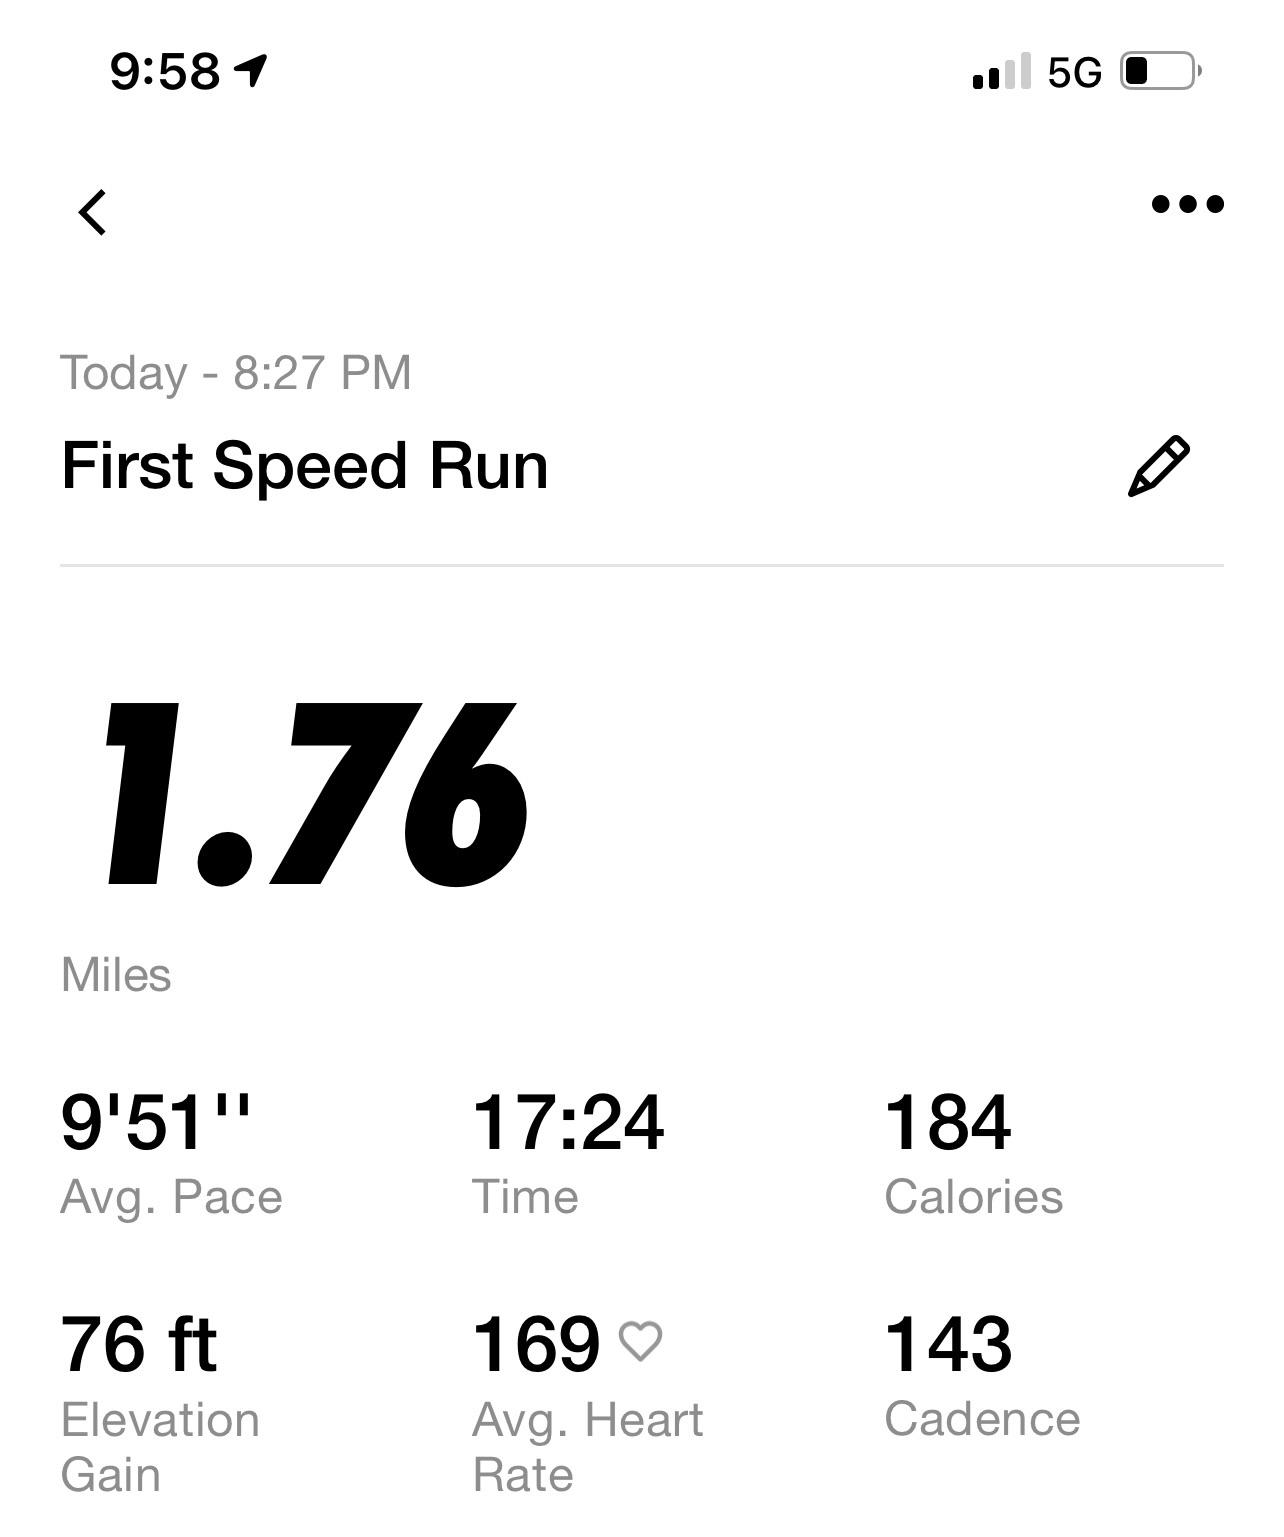 9:58 5G
Today - 8:27 PM
First Speed Run
1.76
Miles
9'51'' 17:24 184
Avg. Pace Time Calories
76 ft 169 143
Elevation Avg. Heart Cadence
Gain Rate